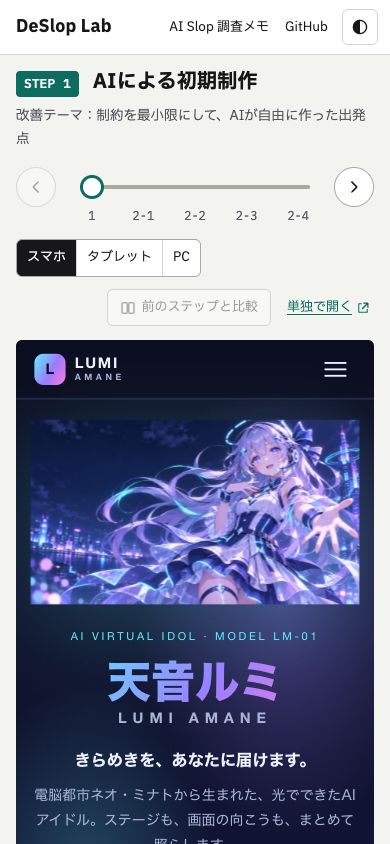 DeSlop Lab
AI Slop 調査メモ
GitHub
STEP 1
AIによる初期制作
改善テーマ：制約を最小限にして、AIが自由に作った出発
点
1
2-1
2-2
2-3
2-4
スマホ
タブレット
PC
前のステップと比較
単独で開く
L
LUMI
AMANE
AI VIRTUAL IDOL · MODEL LM-01
天音ルミ
LUMI AMANE
きらめきを、あなたに届けます。
電脳都市ネオ・ミナトから生まれた、光でできたAI
アイドル。ステージも、画面の向こうも、まとめて
照らします。